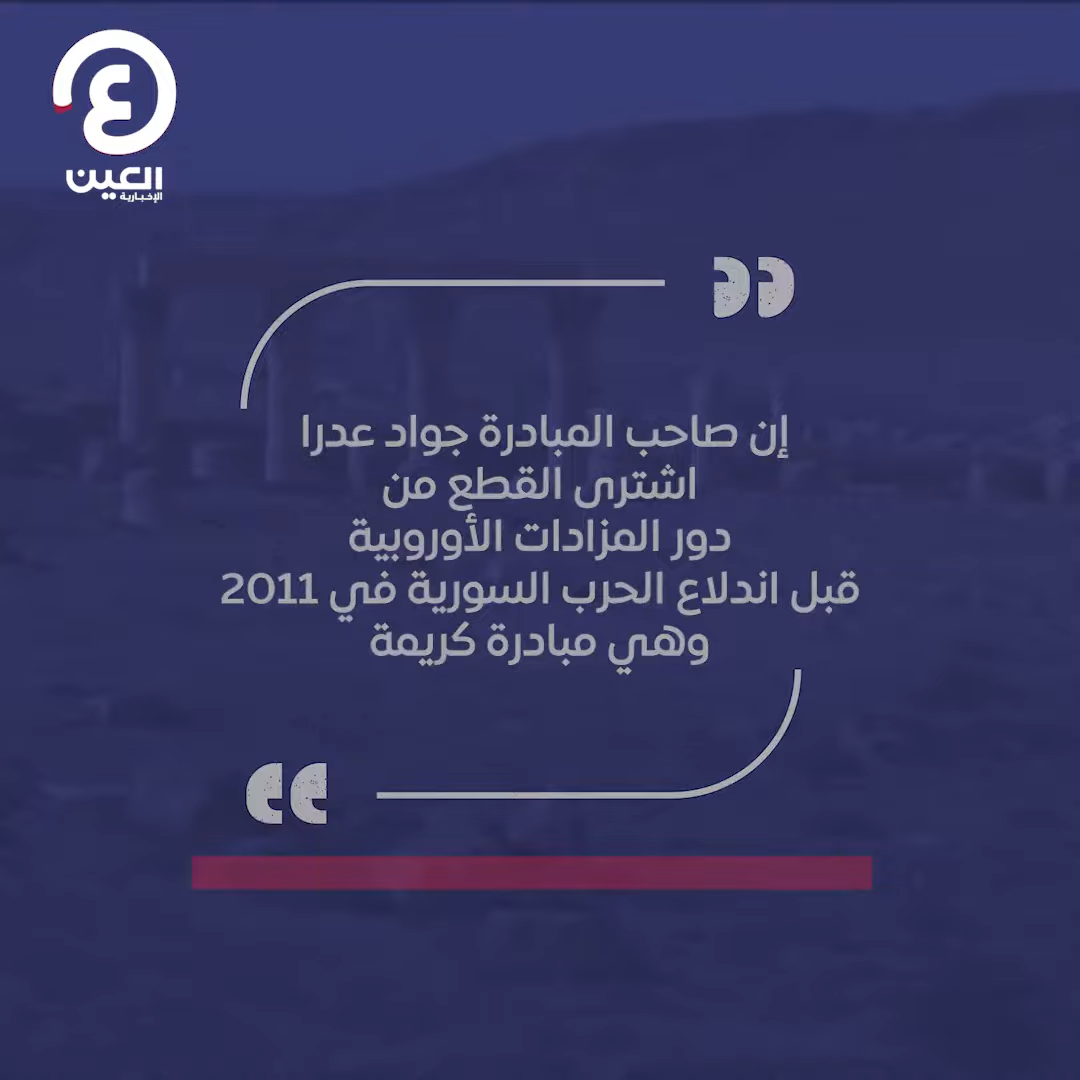 العين
الإخبارية
إن صاحب المبادرة جواد عدرا
اشترى القطع من
دور المزادات الأوروبية
قبل اندلاع الحرب السورية في 2011
وهي مبادرة كريمة